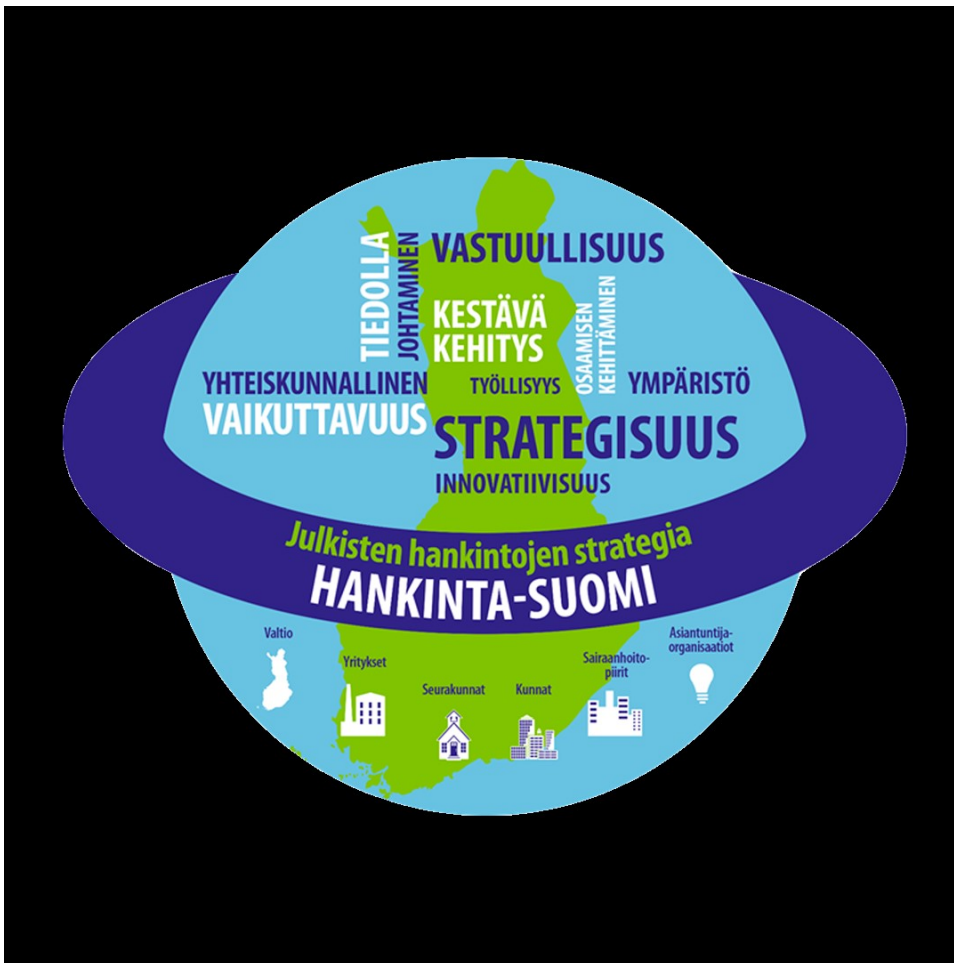 TIEDOLLA
JOHTAMINEN
VASTUULLISUUS
KESTÄVÄ
KEHITYS
OSAAMISEN
KEHITTÄMINEN
YHTEISKUNNALLINEN
VAIKUTTAVUUS
TYÖLLISYYS
YMPÄRISTÖ
STRATEGISUUS
INNOVATIIVISUUS
Julkisten hankintojen strategia
HANKINTA-SUOMI
Valtio
Yritykset
Seurakunnat
Kunnat
Sairaanhoito-
piirit
Asiantuntija-
organisaatiot